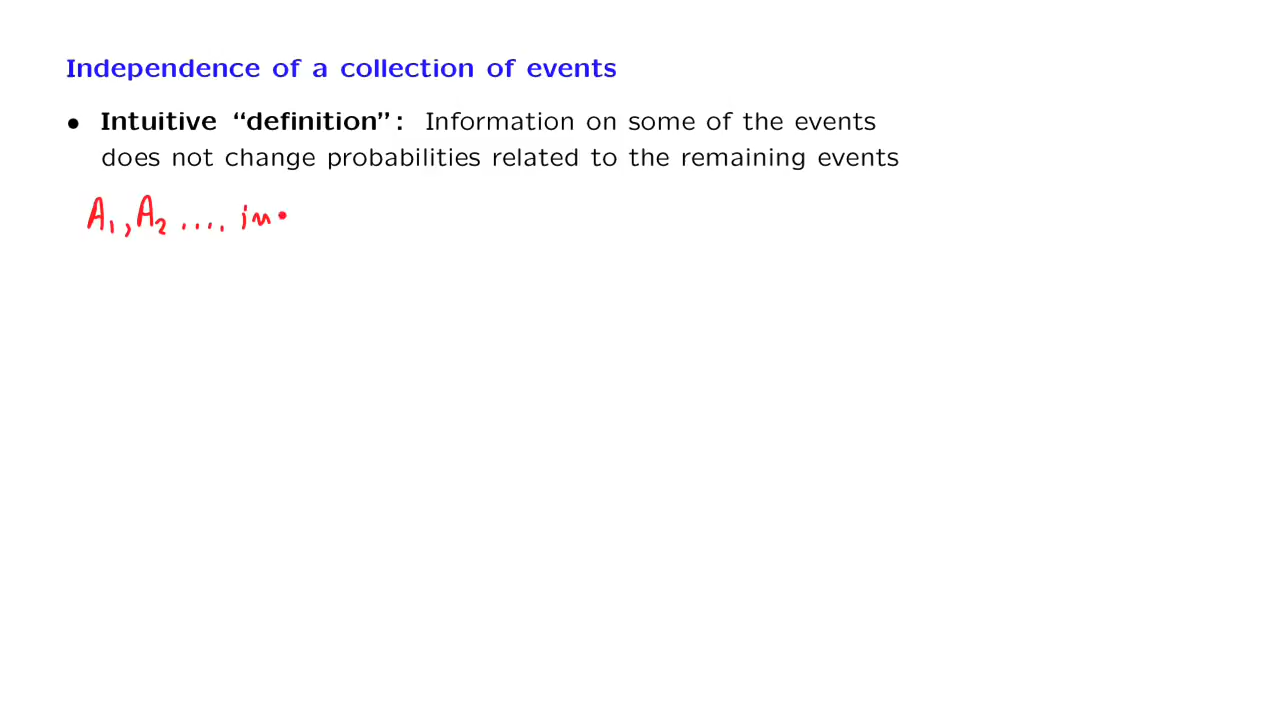 Independence of a collection of events
• Intuitive “definition”: Information on some of the events
does not change probabilities related to the remaining events
A₁, A₂ .... in